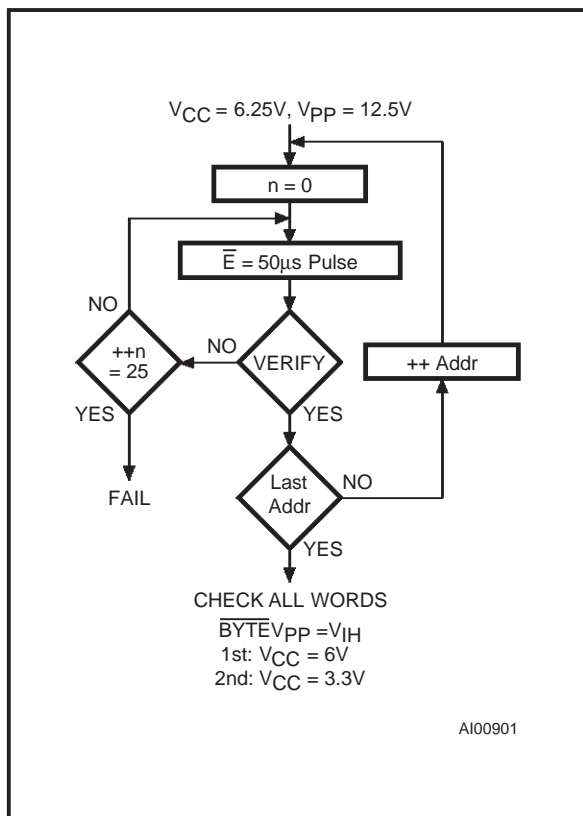 VCC = 6.25V, VPP = 12.5V
n = 0
E = 50µs Pulse
NO
++n
= 25
NO
VERIFY
++ Addr
YES
YES
FAIL
Last
Addr
NO
YES
CHECK ALL WORDS
BYTEVPP =VIH
1st: VCC = 6V
2nd: VCC = 3.3V
AI00901